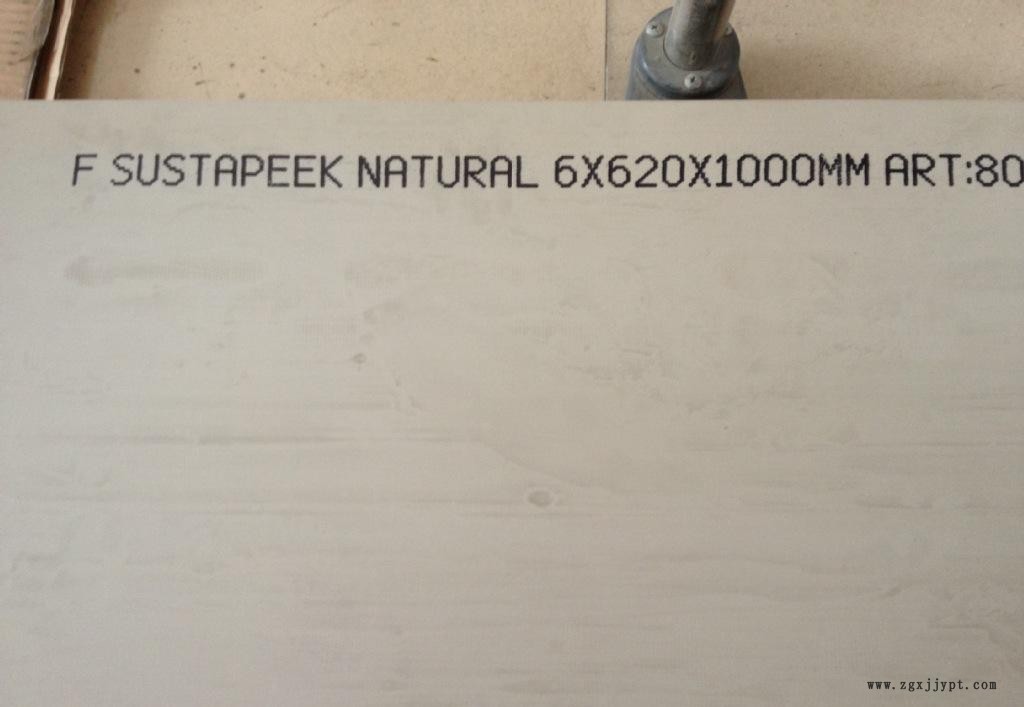 F SUSTAPEEK NATURAL 6X620X1000MM ART:80
www.zgxjjypt.com